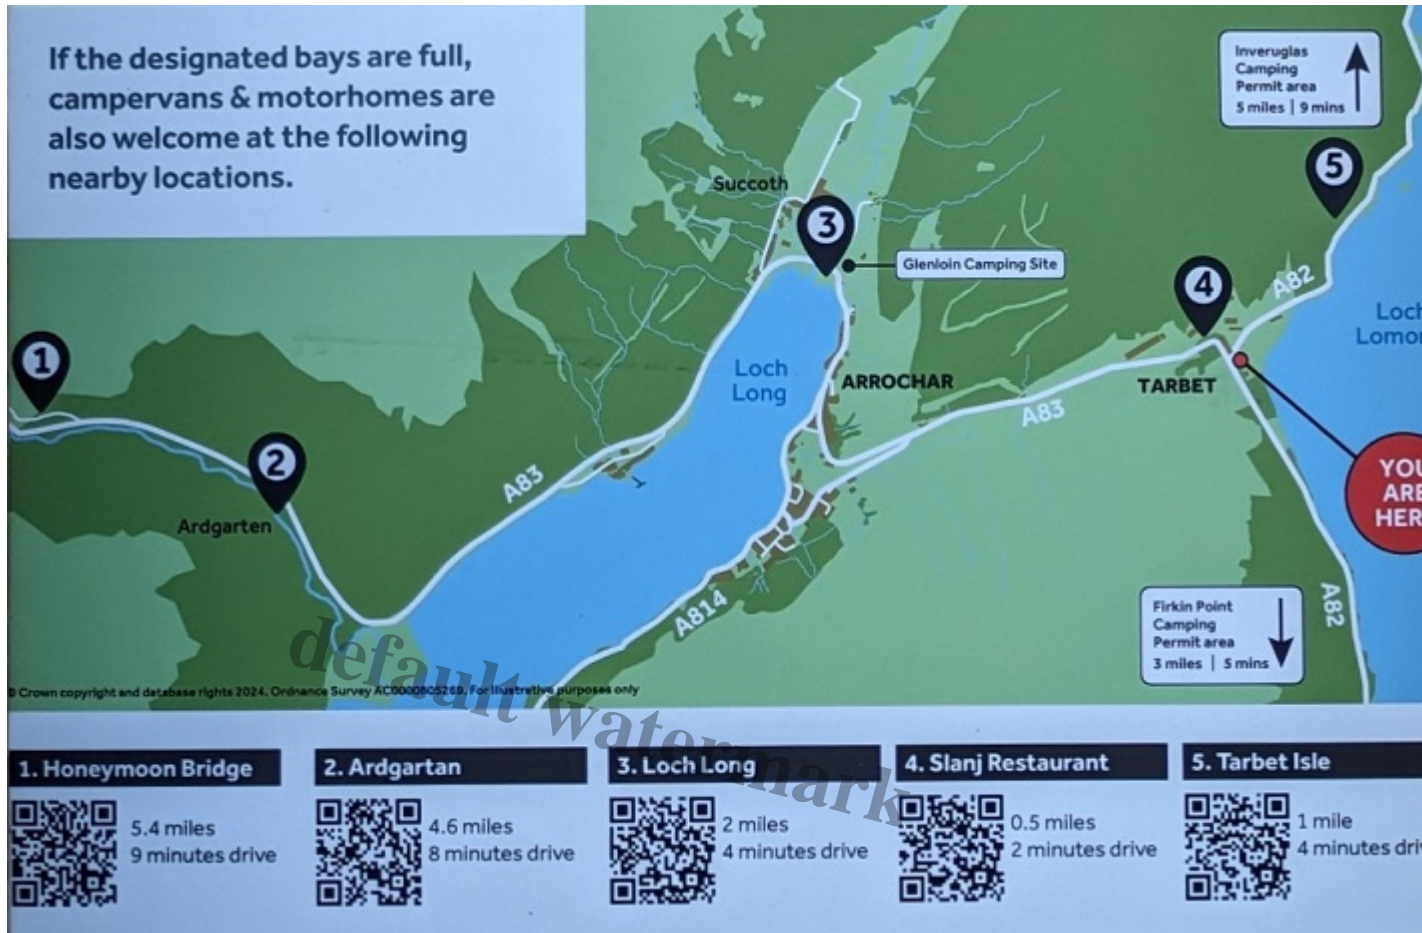 If the designated bays are full,
campervans & motorhomes are
also welcome at the following
nearby locations.
Inveruglas
Camping
Permit area
5 miles | 9 mins
5
Succoth
3
Glenloin Camping Site
4
A82
Loch
Lomon
1
Loch
Long
ARROCHAR
TARBET
A83
2
A83
YOU
ARE
HERE
Ardgarten
A814
A82
Firkin Point
Camping
Permit area
3 miles | 5 mins
© Crown copyright and database rights 2024. Ordnance Survey AC0000805269. For illustrative purposes only
default watermark
1. Honeymoon Bridge
5.4 miles
9 minutes drive
2. Ardgartan
4.6 miles
8 minutes drive
3. Loch Long
2 miles
4 minutes drive
4. Slanj Restaurant
0.5 miles
2 minutes drive
5. Tarbet Isle
1 mile
4 minutes driv